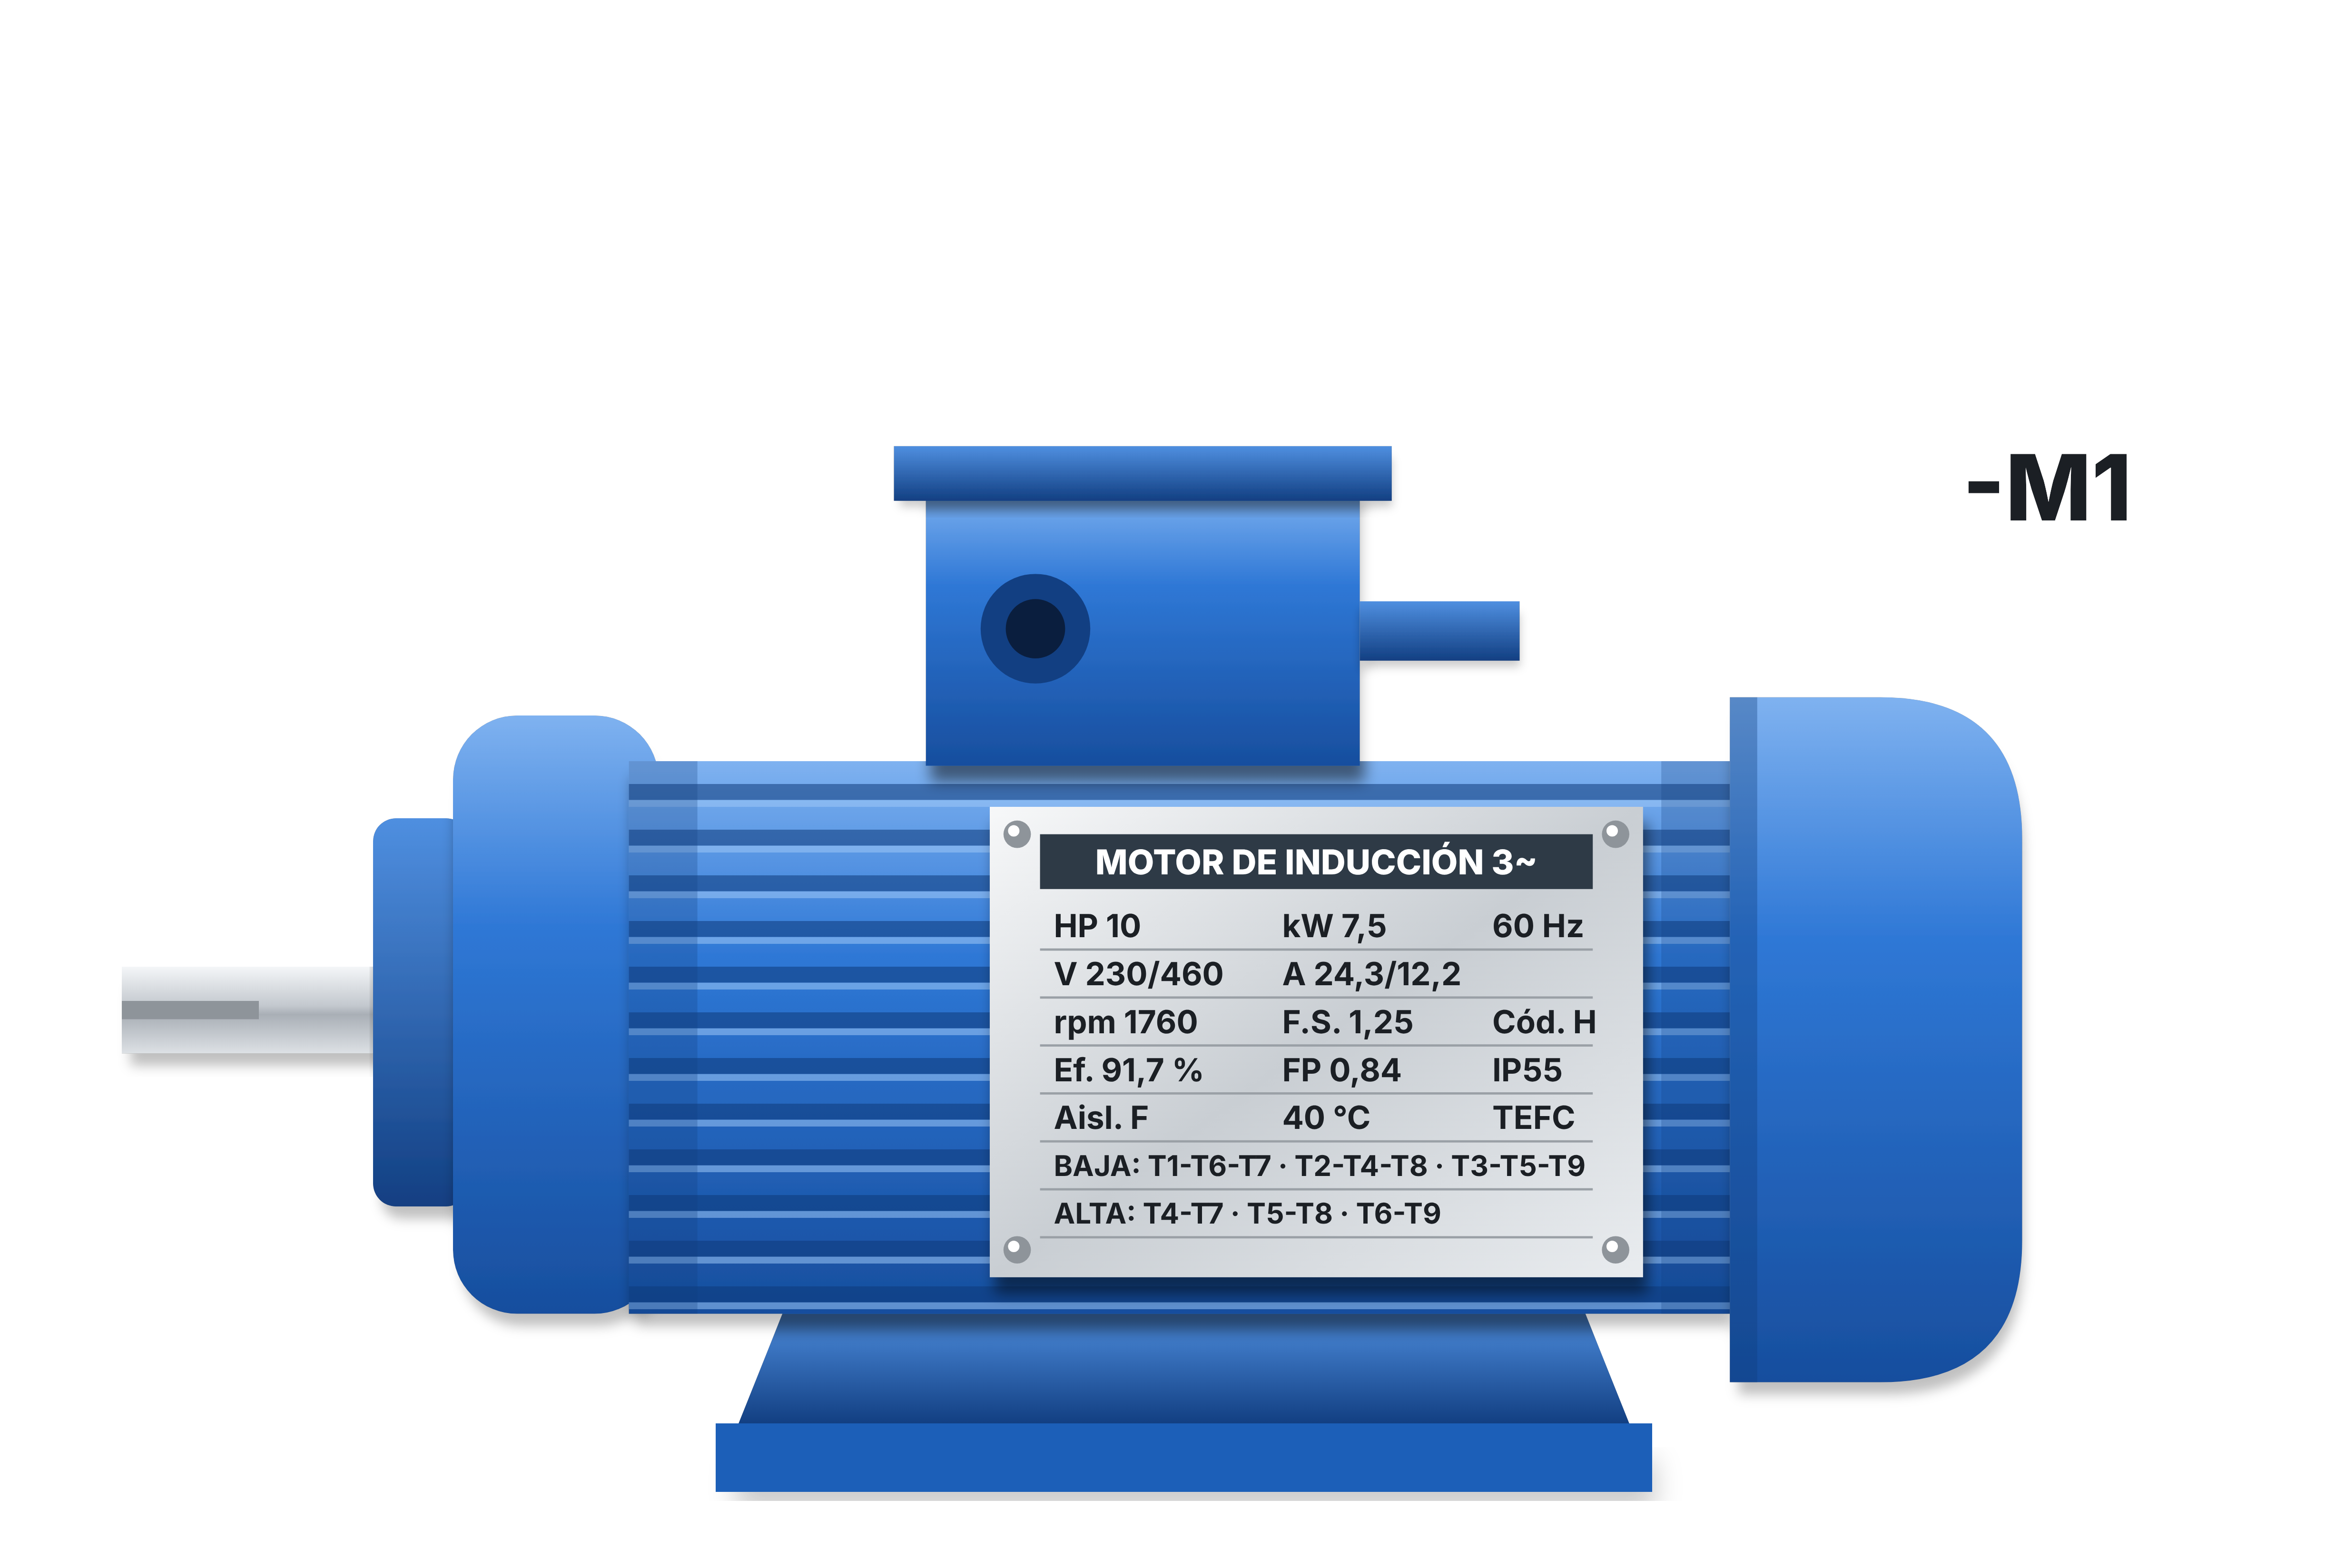 -M1
MOTOR DE INDUCCIÓN 3~
HP 10 kW 7,5 60 Hz
V 230/460 A 24,3/12,2
rpm 1760 F.S. 1,25 Cód. H
Ef. 91,7 % FP 0,84 IP55
Aisl. F 40 °C TEFC
BAJA: T1-T6-T7 · T2-T4-T8 · T3-T5-T9
ALTA: T4-T7 · T5-T8 · T6-T9